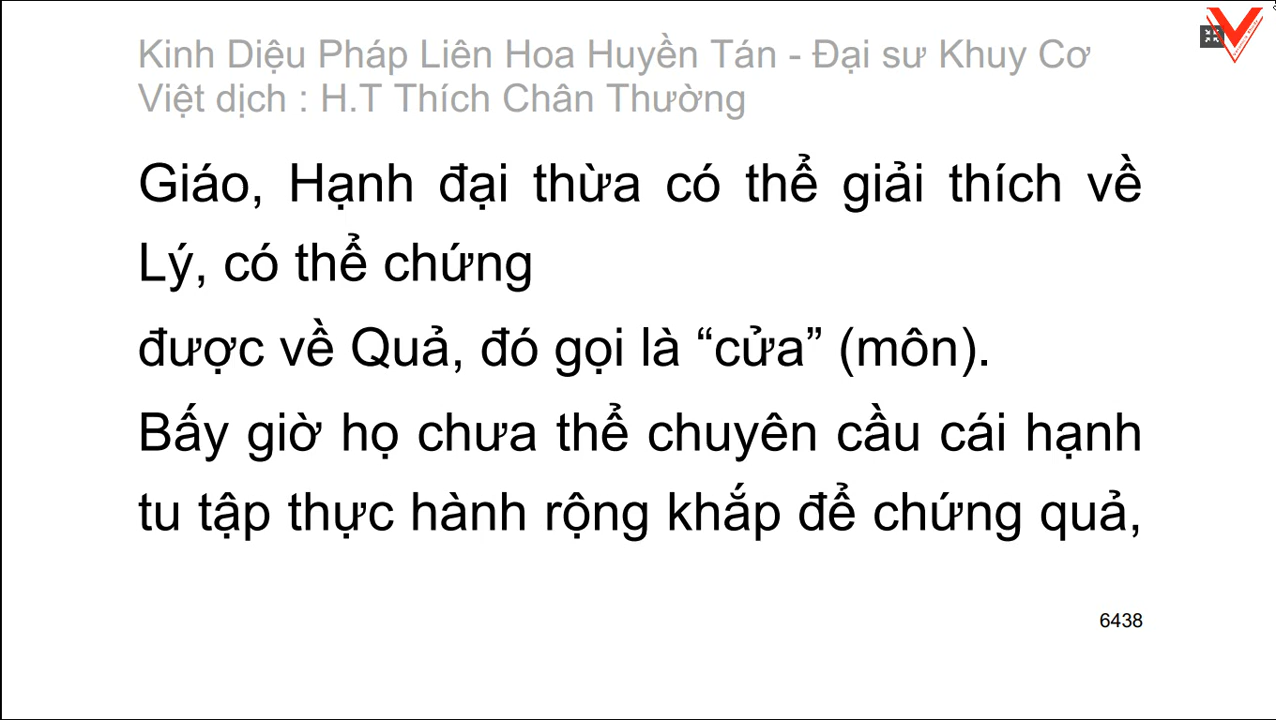 Kinh Diệu Pháp Liên Hoa Huyền Tán - Đại sư Khuy Cơ
Việt dịch : H.T Thích Chân Thường
Giáo, Hạnh đại thừa có thể giải thích về
Lý, có thể chứng
được về Quả, đó gọi là “cửa” (môn).
Bấy giờ họ chưa thể chuyên cầu cái hạnh
tu tập thực hành rộng khắp để chứng quả,
6438